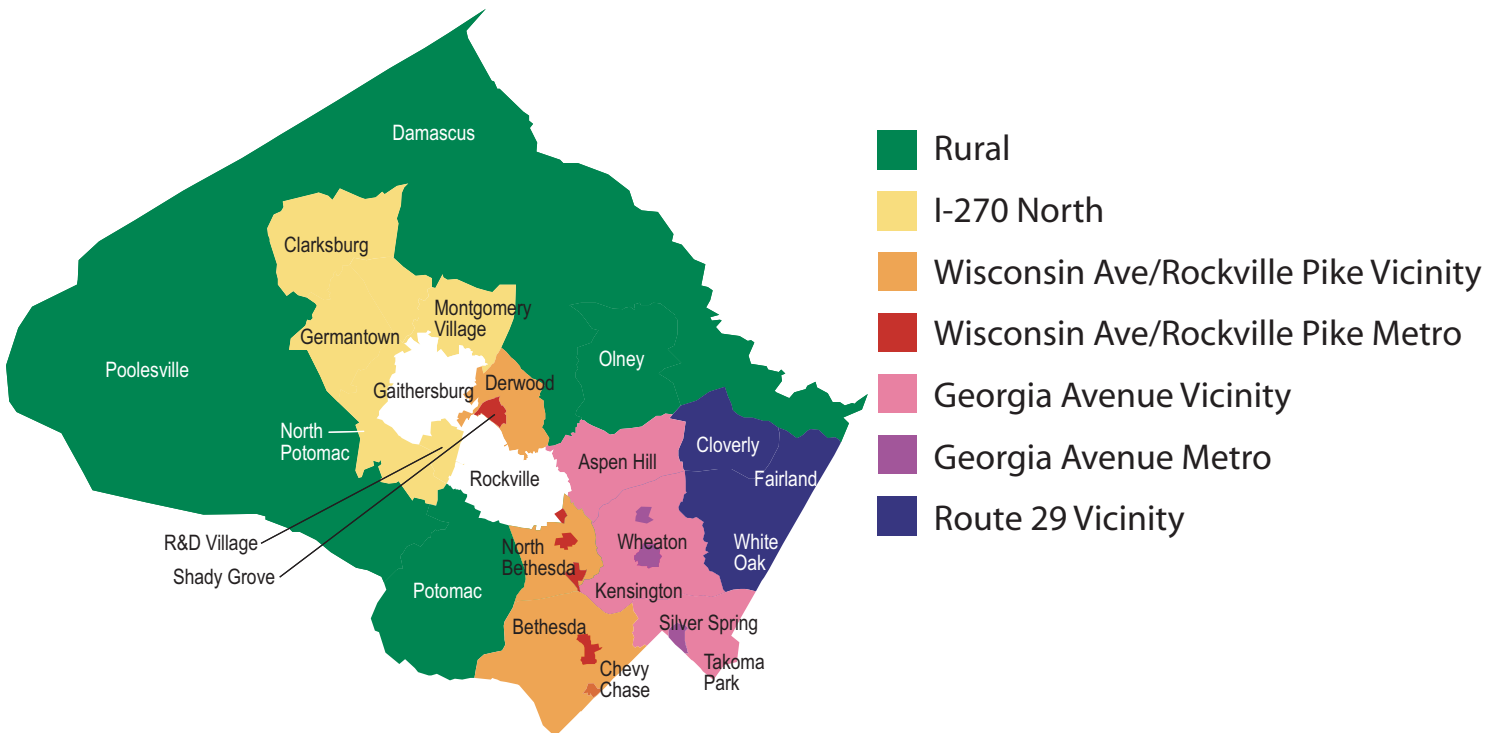 Damascus
Clarksburg
Montgomery
Village
Germantown
Poolesville
Olney
Gaithersburg
Derwood
North
Potomac
Cloverly
Aspen Hill
Rockville
Fairland
R&D Village
Shady Grove
North
Bethesda
Wheaton
White
Oak
Potomac
Kensington
Bethesda
Silver Spring
Chevy
Chase
Takoma
Park
Rural
I-270 North
Wisconsin Ave/Rockville Pike Vicinity
Wisconsin Ave/Rockville Pike Metro
Georgia Avenue Vicinity
Georgia Avenue Metro
Route 29 Vicinity